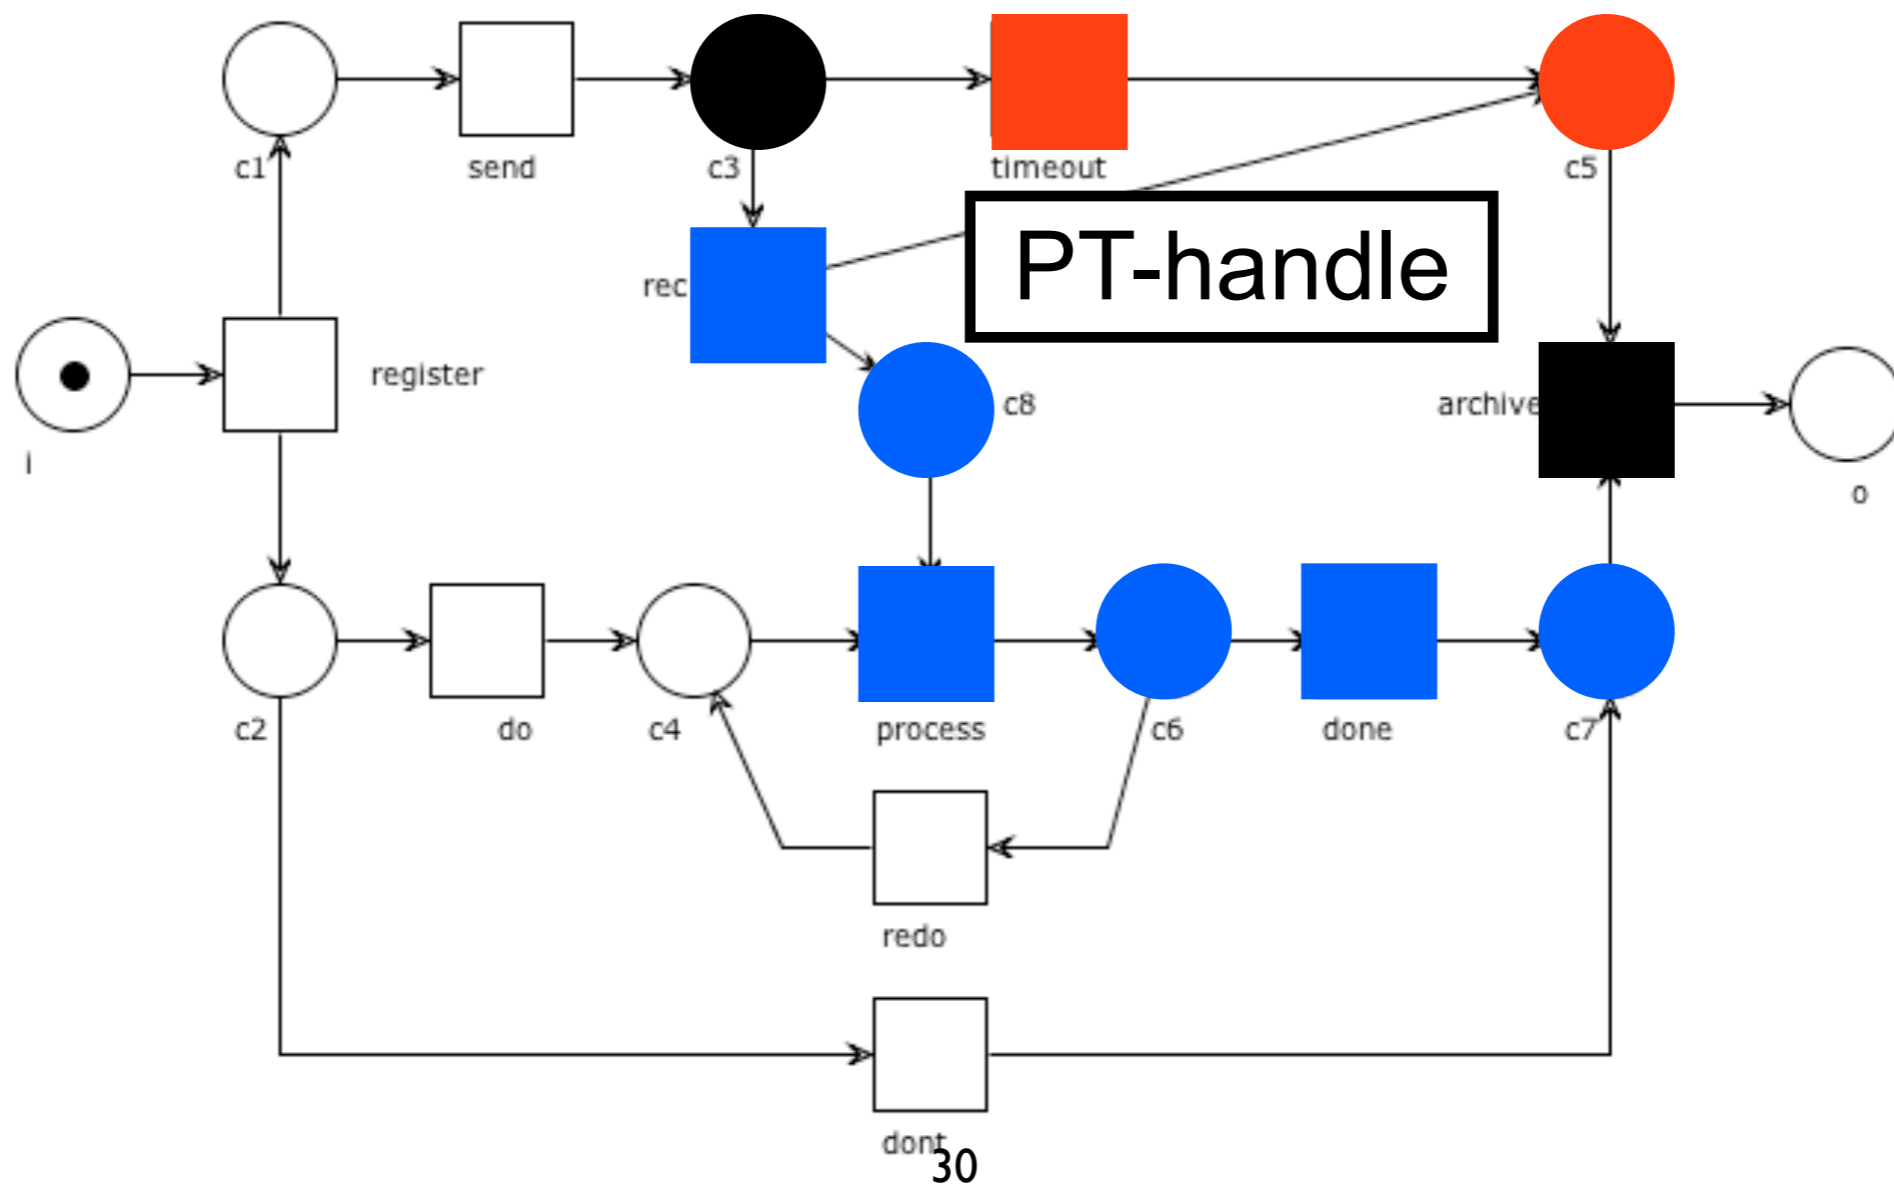 c1
send
c3
timeout
c5
rec
PT-handle
register
c8
archive
i
o
c2
do
c4
process
c6
done
c7
redo
dont
30